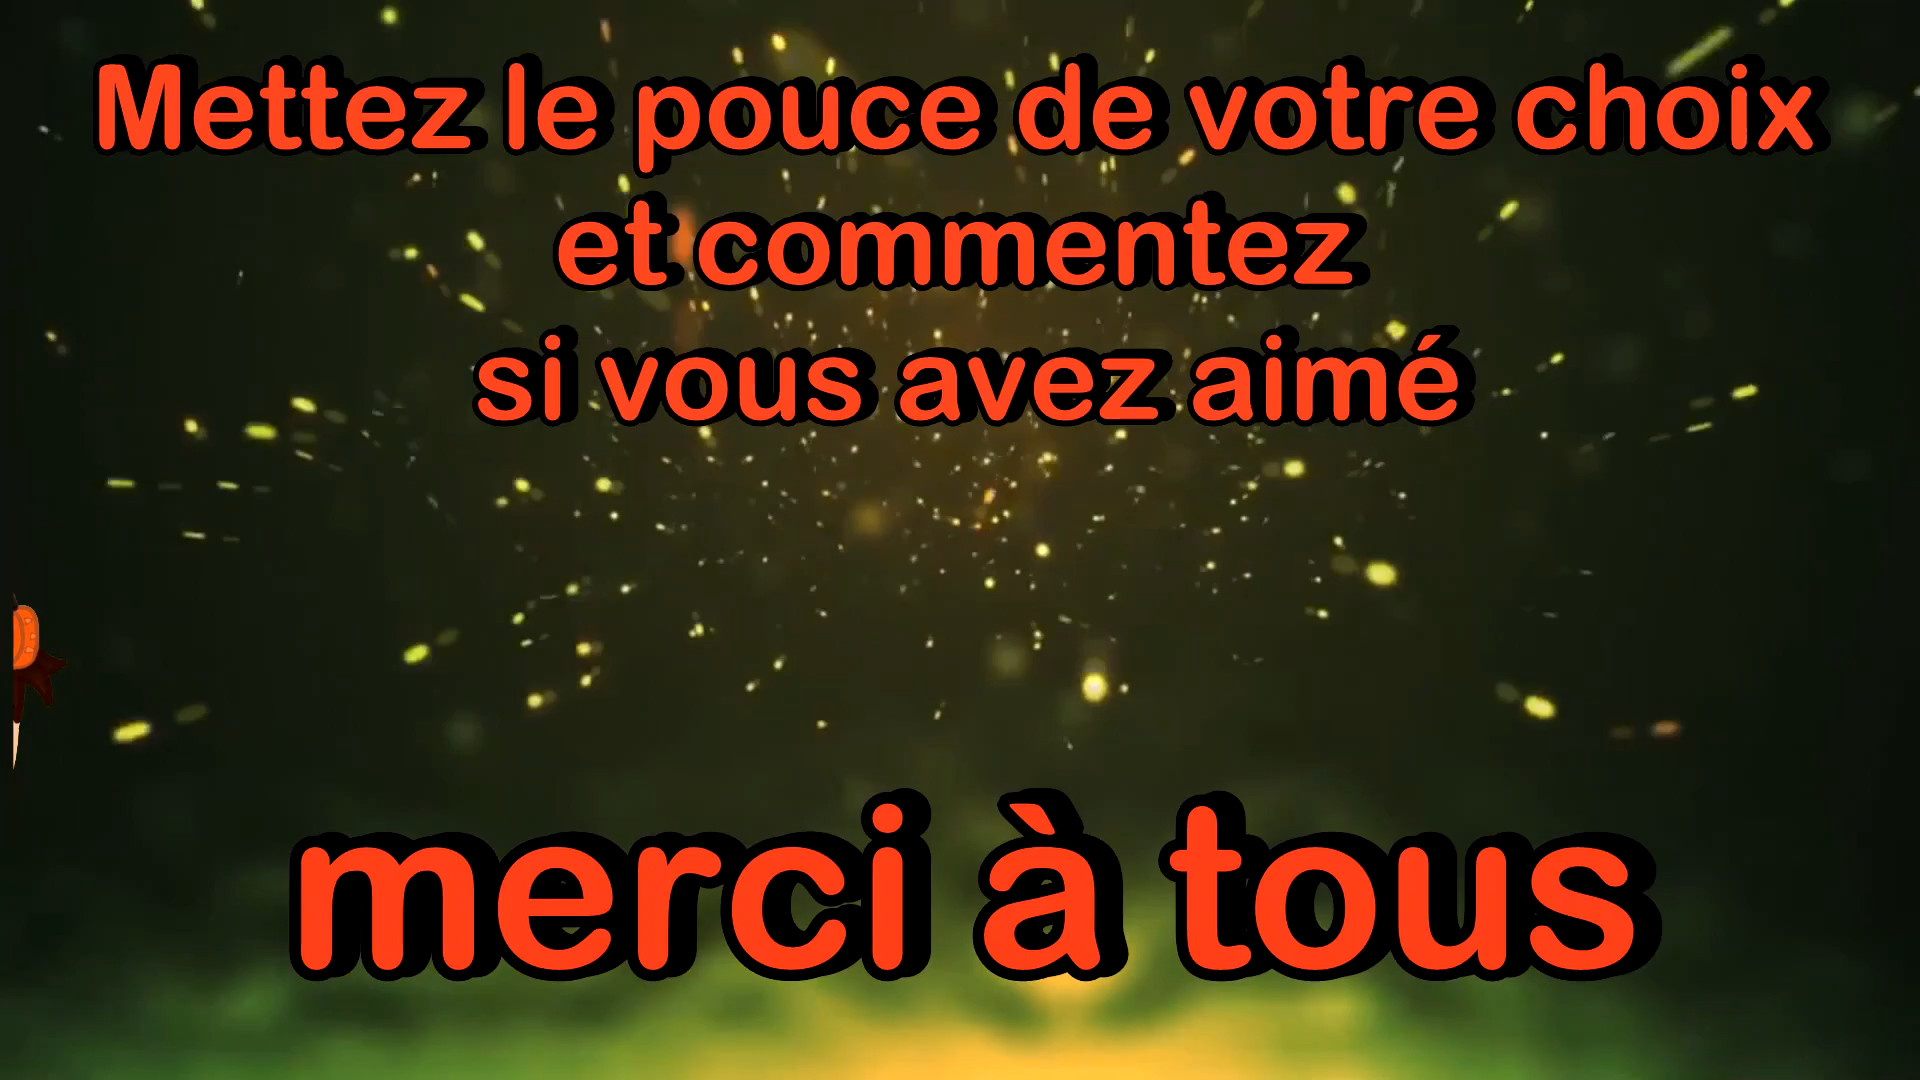 Mettez le pouce de votre choix
et commentez
si vous avez aimé
merci à tous